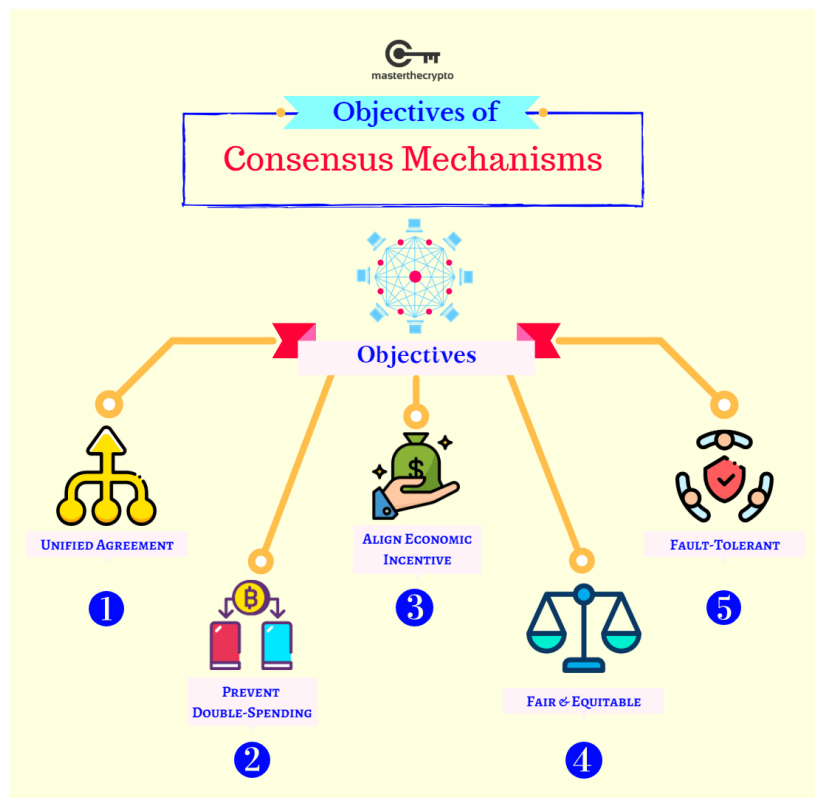 masterthecrypto
Objectives of
Consensus Mechanisms
Objectives
Unified Agreement
1
Prevent
Double-Spending
2
$
Align Economic
Incentive
3
Fair & Equitable
4
Fault-Tolerant
5